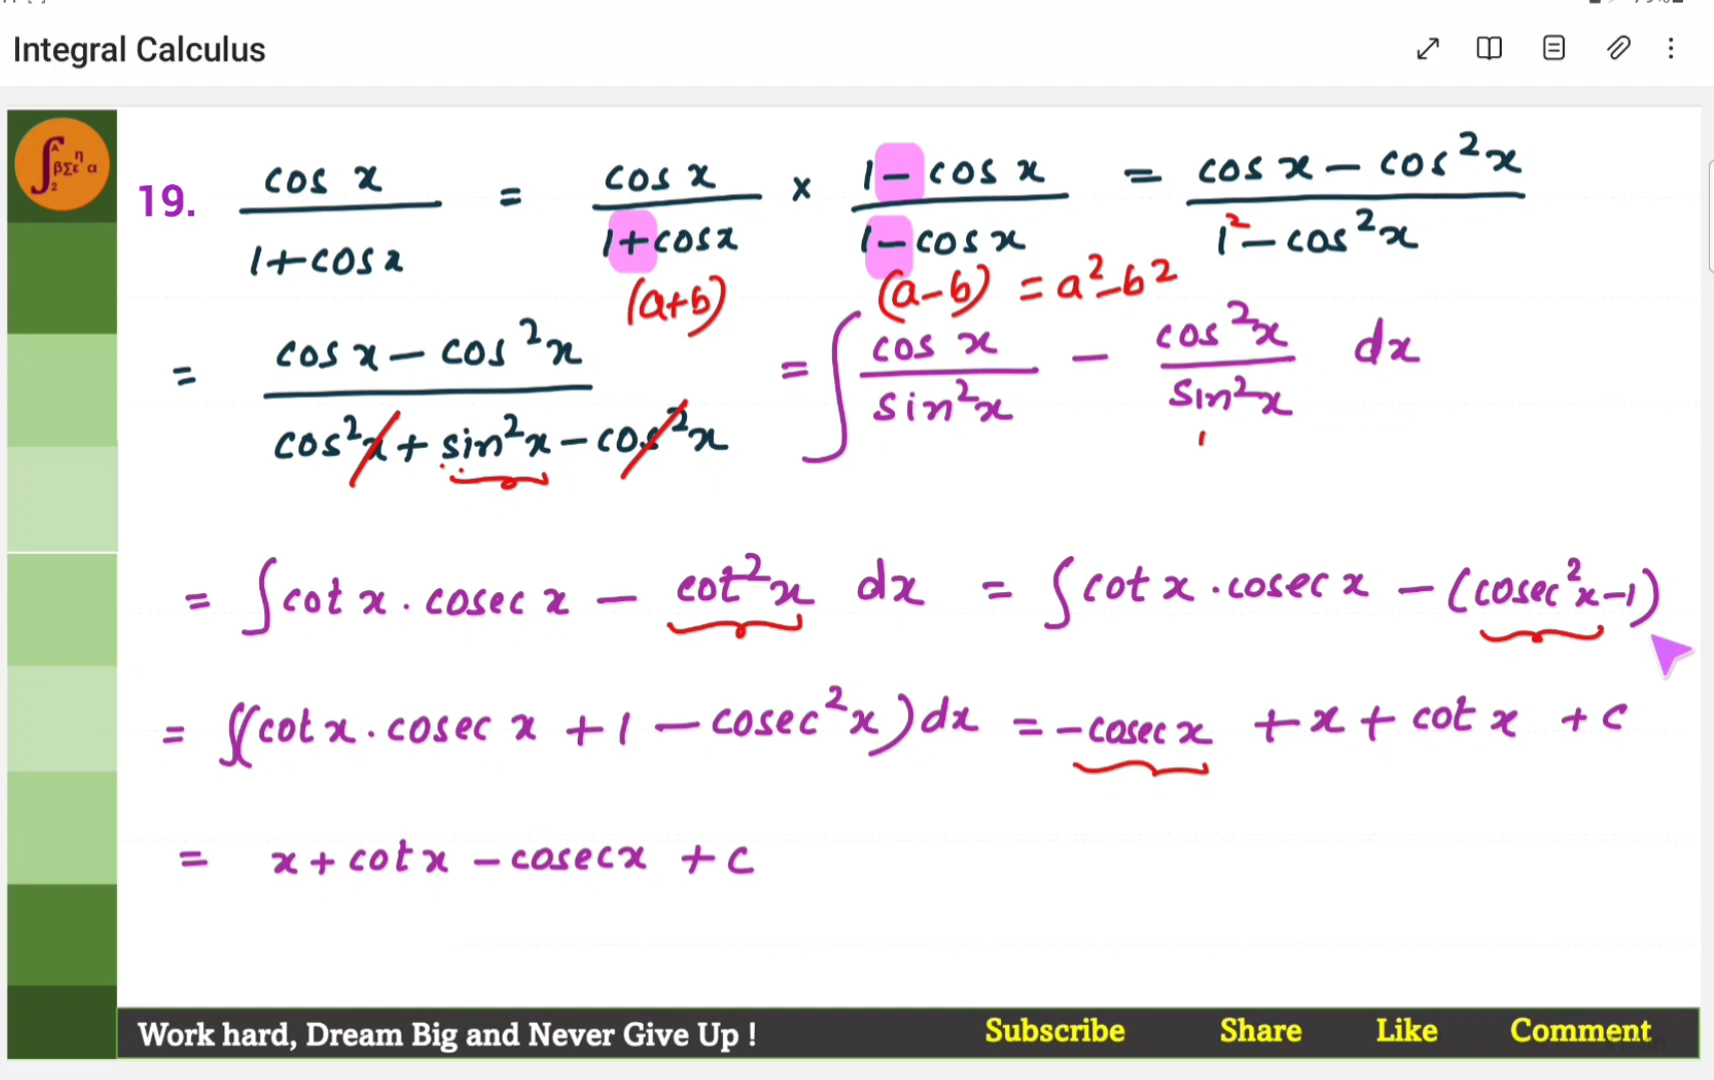 Integral Calculus
19. cos x / 1+cos x = cos x / 1+cos x × 1−cos x / 1−cos x = cos x − cos²x / 1²−cos²x
(a+b) (a−b) = a²−b²
= cos x − cos²x / cos²x + sin²x − cos²x = ∫ cos x / sin²x − cos²x / sin²x dx
= ∫cot x . cosec x − cot²x dx = ∫cot x . cosec x − (cosec²x−1)
= ∫(cot x . cosec x + 1 − cosec²x)dx = −cosec x + x + cot x + c
= x + cot x − cosec x + c
Work hard, Dream Big and Never Give Up ! Subscribe Share Like Comment